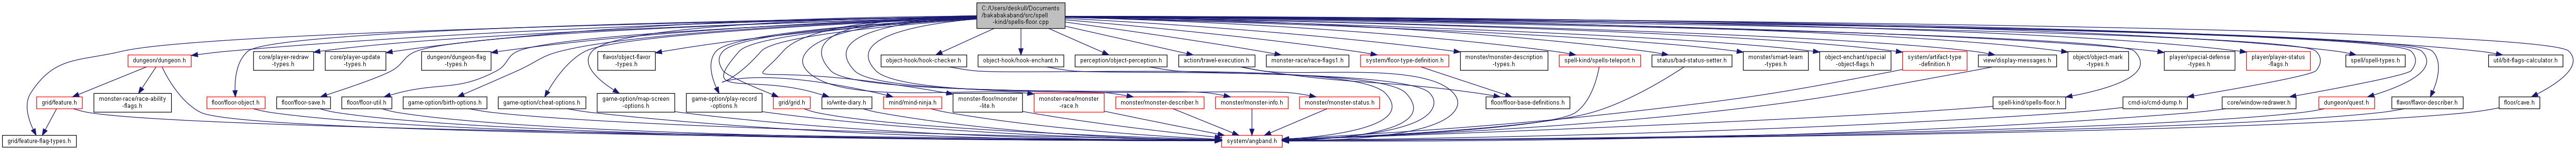 C:/Users/deskull/Documents
/bakabakaband/src/spell
-kind/spells-floor.cpp
dungeon/dungeon.h
core/player-redraw
-types.h
core/player-update
-types.h
dungeon/dungeon-flag
-types.h
flavor/object-flavor
-types.h
object-hook/hook-checker.h
object-hook/hook-enchant.h
perception/object-perception.h
action/travel-execution.h
monster-race/race-flags1.h
system/floor-type-definition.h
monster/monster-description
-types.h
spell-kind/spells-teleport.h
status/bad-status-setter.h
monster/smart-learn
-types.h
object-enchant/special
-object-flags.h
system/artifact-type
-definition.h
view/display-messages.h
object/object-mark
-types.h
player/special-defense
-types.h
player/player-status
-flags.h
spell/spell-types.h
util/bit-flags-calculator.h
grid/feature.h
monster-race/race-ability
-flags.h
floor/floor-object.h
floor/floor-save.h
floor/floor-util.h
game-option/birth-options.h
game-option/cheat-options.h
game-option/map-screen
-options.h
game-option/play-record
-options.h
grid/grid.h
io/write-diary.h
mind/mind-ninja.h
monster-floor/monster
-lite.h
monster-race/monster
-race.h
monster/monster-describer.h
monster/monster-info.h
monster/monster-status.h
floor/floor-base-definitions.h
spell-kind/spells-floor.h
cmd-io/cmd-dump.h
core/window-redrawer.h
dungeon/quest.h
flavor/flavor-describer.h
floor/cave.h
grid/feature-flag-types.h
system/angband.h